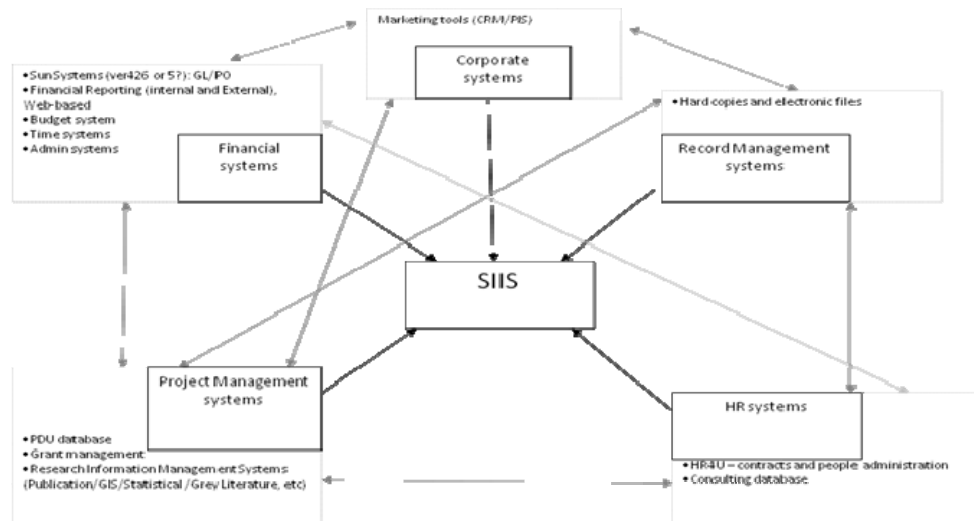 Marketing tools (CRM/PIS)
Corporate
systems
• SunSystems (ver426 or 5?): GL/PO
• Financial Reporting (internal and External),
Web-based
• Budget system
• Time systems
• Admin systems
Financial
systems
• Hard copies and electronic files
Record Management
systems
SIIS
Project Management
systems
• PDU database
• Grant management
• Research Information Management Systems
(Publication/GIS/Statistical /Grey Literature, etc)
HR systems
• HR4U – contracts and people administration
• Consulting database